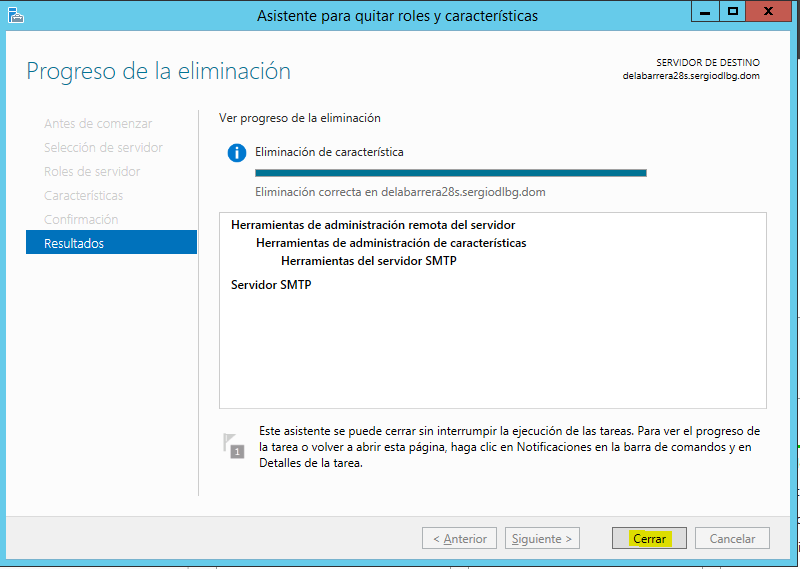 Asistente para quitar roles y características
Progreso de la eliminación
SERVIDOR DE DESTINO
delabarrera28s.sergiodlbg.dom
Antes de comenzar
Selección de servidor
Roles de servidor
Características
Confirmación
Resultados
Ver progreso de la eliminación
Eliminación de característica
Eliminación correcta en delabarrera28s.sergiodlbg.dom
Herramientas de administración remota del servidor
Herramientas de administración de características
Herramientas del servidor SMTP
Servidor SMTP
1
Este asistente se puede cerrar sin interrumpir la ejecución de las tareas. Para ver el progreso de
la tarea o volver a abrir esta página, haga clic en Notificaciones en la barra de comandos y en
Detalles de la tarea.
< Anterior
Siguiente >
Cerrar
Cancelar